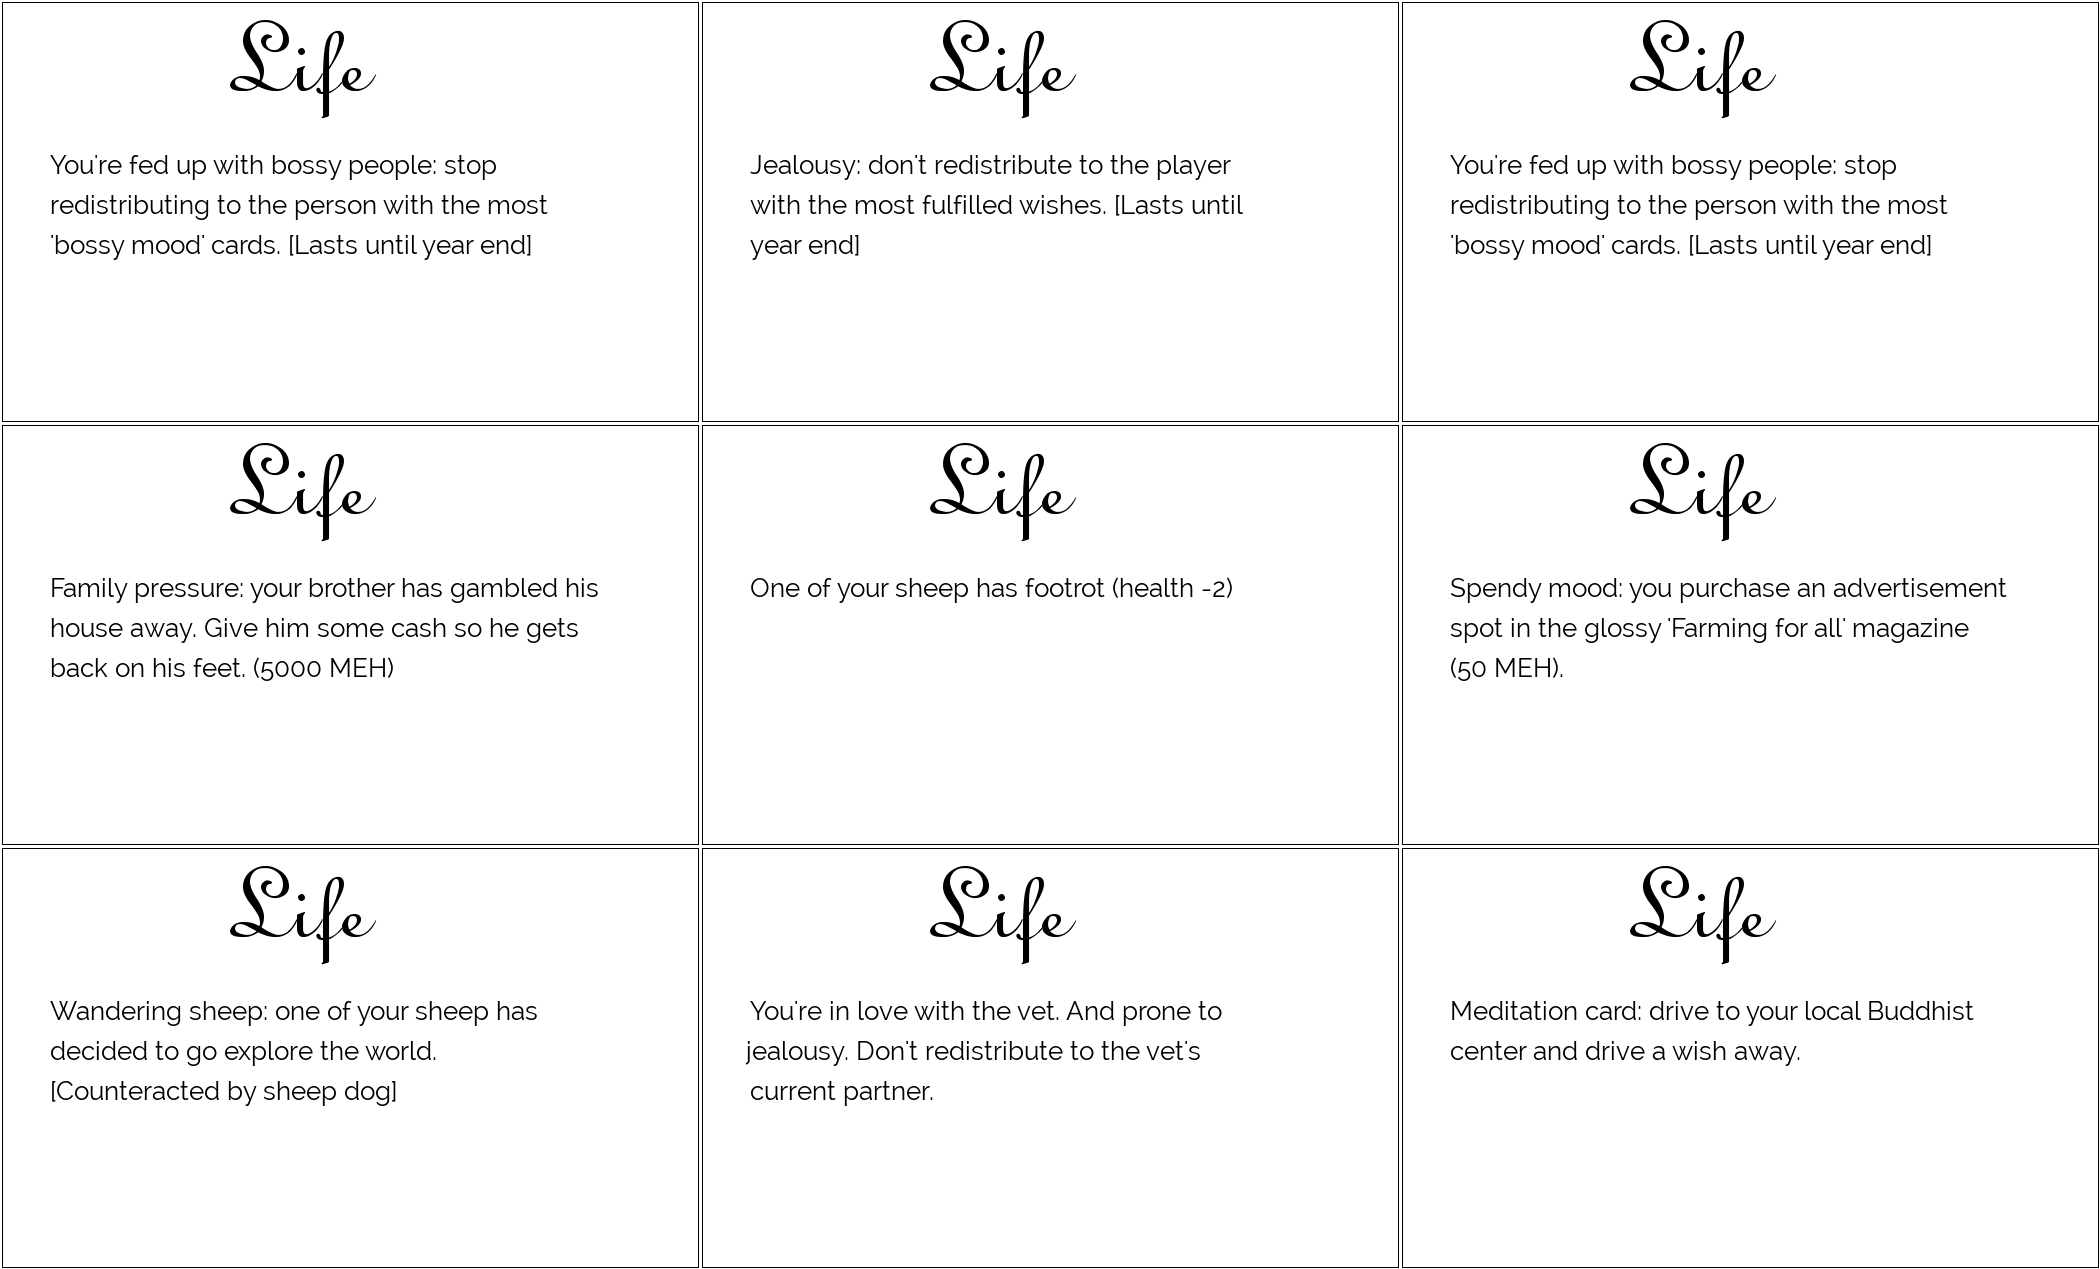 Life
You're fed up with bossy people: stop
redistributing to the person with the most
'bossy mood' cards. [Lasts until year end]
Life
Jealousy: don't redistribute to the player
with the most fulfilled wishes. [Lasts until
year end]
Life
You're fed up with bossy people: stop
redistributing to the person with the most
'bossy mood' cards. [Lasts until year end]
Life
Family pressure: your brother has gambled his
house away. Give him some cash so he gets
back on his feet. (5000 MEH)
Life
One of your sheep has footrot (health -2)
Life
Spendy mood: you purchase an advertisement
spot in the glossy 'Farming for all' magazine
(50 MEH).
Life
Wandering sheep: one of your sheep has
decided to go explore the world.
[Counteracted by sheep dog]
Life
You're in love with the vet. And prone to
jealousy. Don't redistribute to the vet's
current partner.
Life
Meditation card: drive to your local Buddhist
center and drive a wish away.